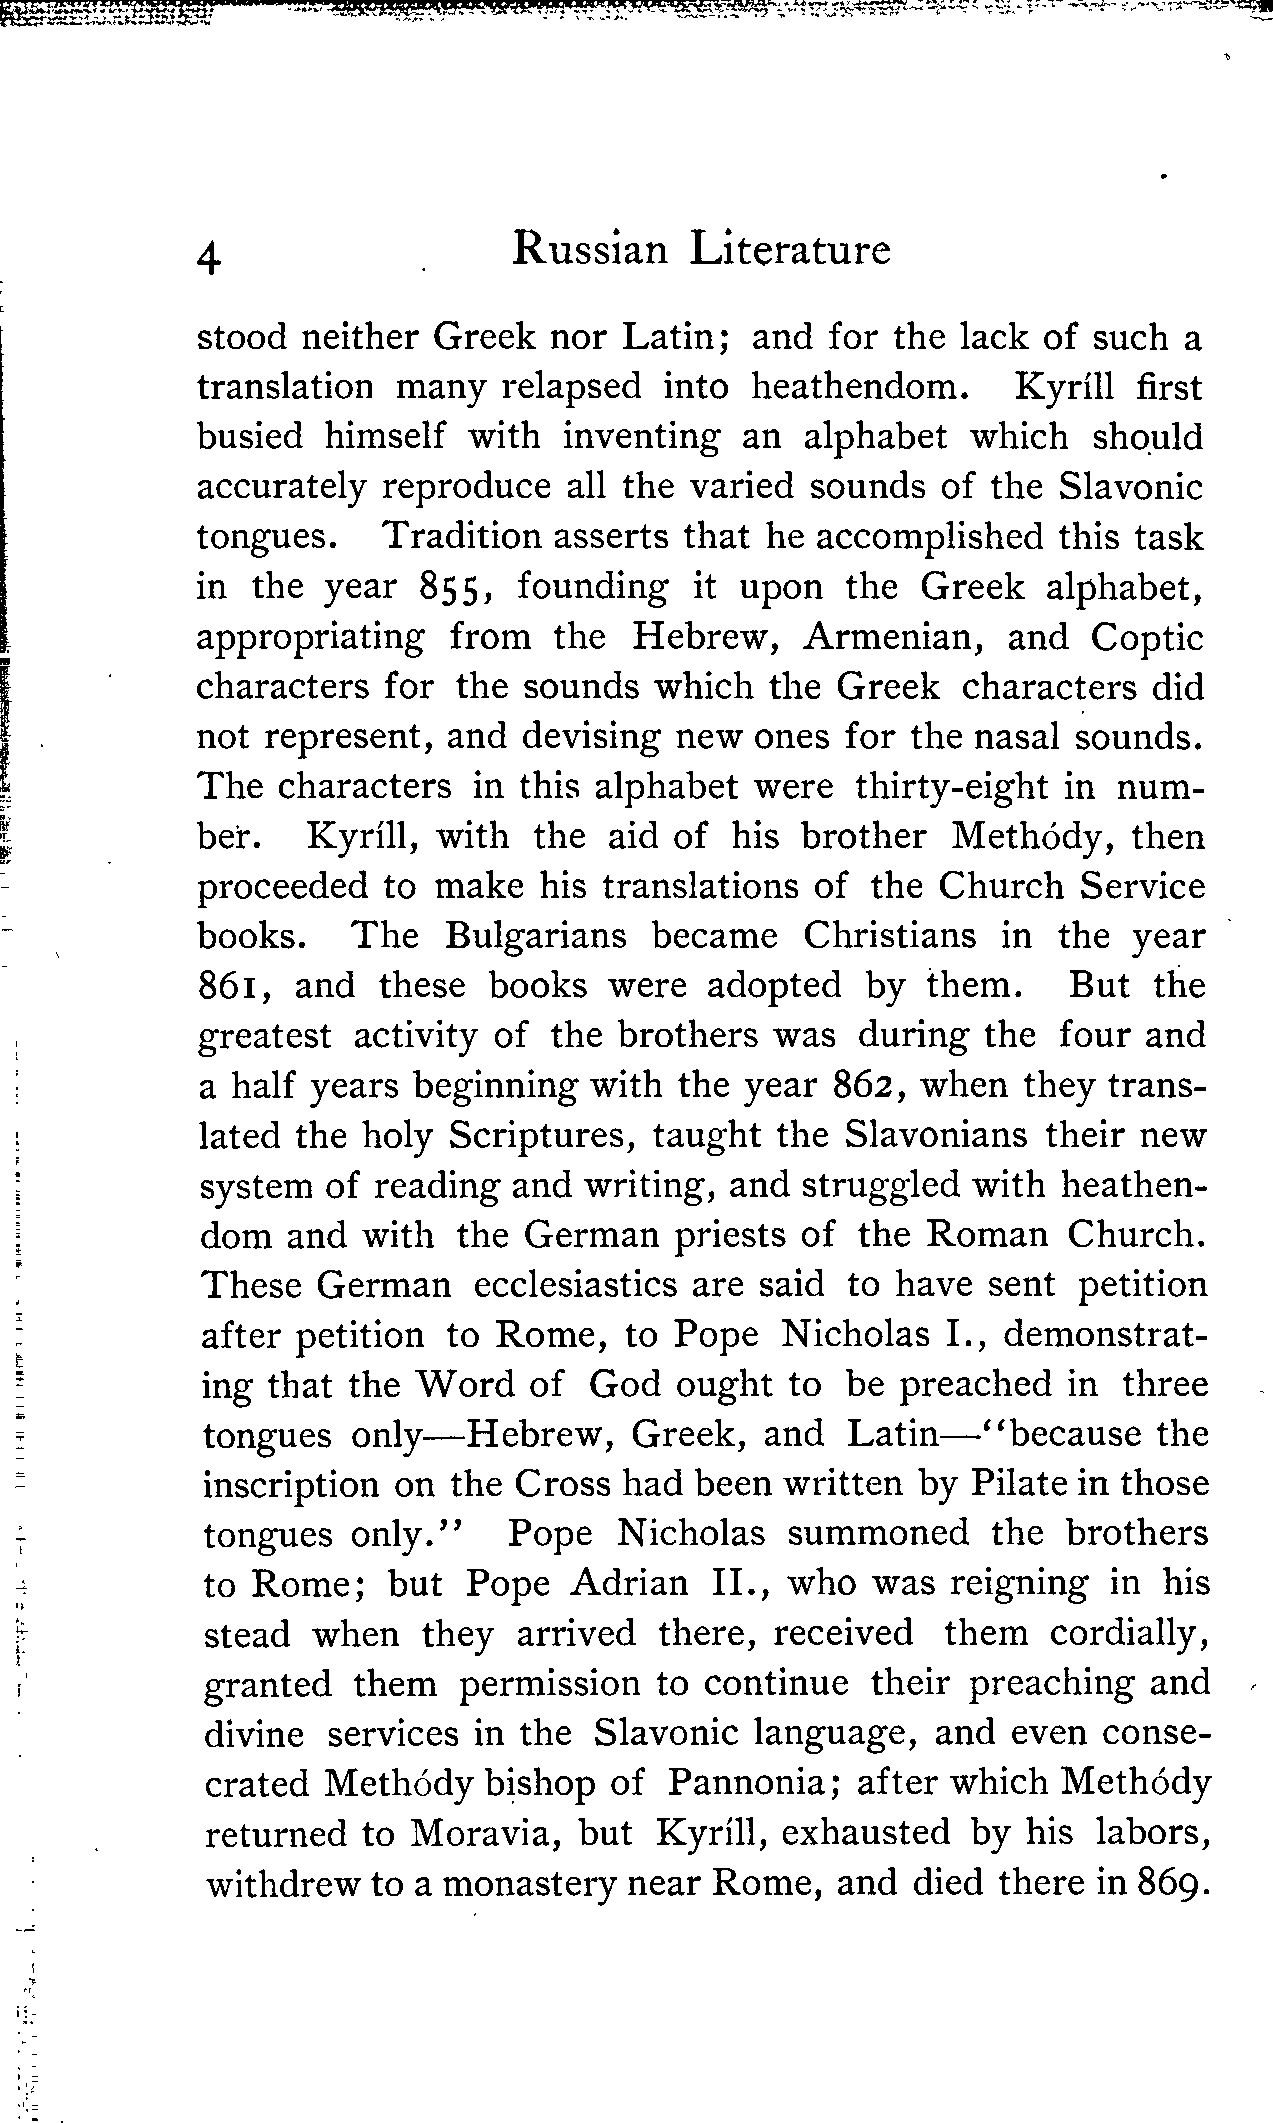 4 Russian Literature
stood neither Greek nor Latin; and for the lack of such a
translation many relapsed into heathendom. Kyríll first
busied himself with inventing an alphabet which should
accurately reproduce all the varied sounds of the Slavonic
tongues. Tradition asserts that he accomplished this task
in the year 855, founding it upon the Greek alphabet,
appropriating from the Hebrew, Armenian, and Coptic
characters for the sounds which the Greek characters did
not represent, and devising new ones for the nasal sounds.
The characters in this alphabet were thirty-eight in num-
ber. Kyríll, with the aid of his brother Methódy, then
proceeded to make his translations of the Church Service
books. The Bulgarians became Christians in the year
861, and these books were adopted by them. But the
greatest activity of the brothers was during the four and
a half years beginning with the year 862, when they trans-
lated the holy Scriptures, taught the Slavonians their new
system of reading and writing, and struggled with heathen-
dom and with the German priests of the Roman Church.
These German ecclesiastics are said to have sent petition
after petition to Rome, to Pope Nicholas I., demonstrat-
ing that the Word of God ought to be preached in three
tongues only—Hebrew, Greek, and Latin—"because the
inscription on the Cross had been written by Pilate in those
tongues only." Pope Nicholas summoned the brothers
to Rome; but Pope Adrian II., who was reigning in his
stead when they arrived there, received them cordially,
granted them permission to continue their preaching and
divine services in the Slavonic language, and even conse-
crated Methódy bishop of Pannonia; after which Methódy
returned to Moravia, but Kyríll, exhausted by his labors,
withdrew to a monastery near Rome, and died there in 869.